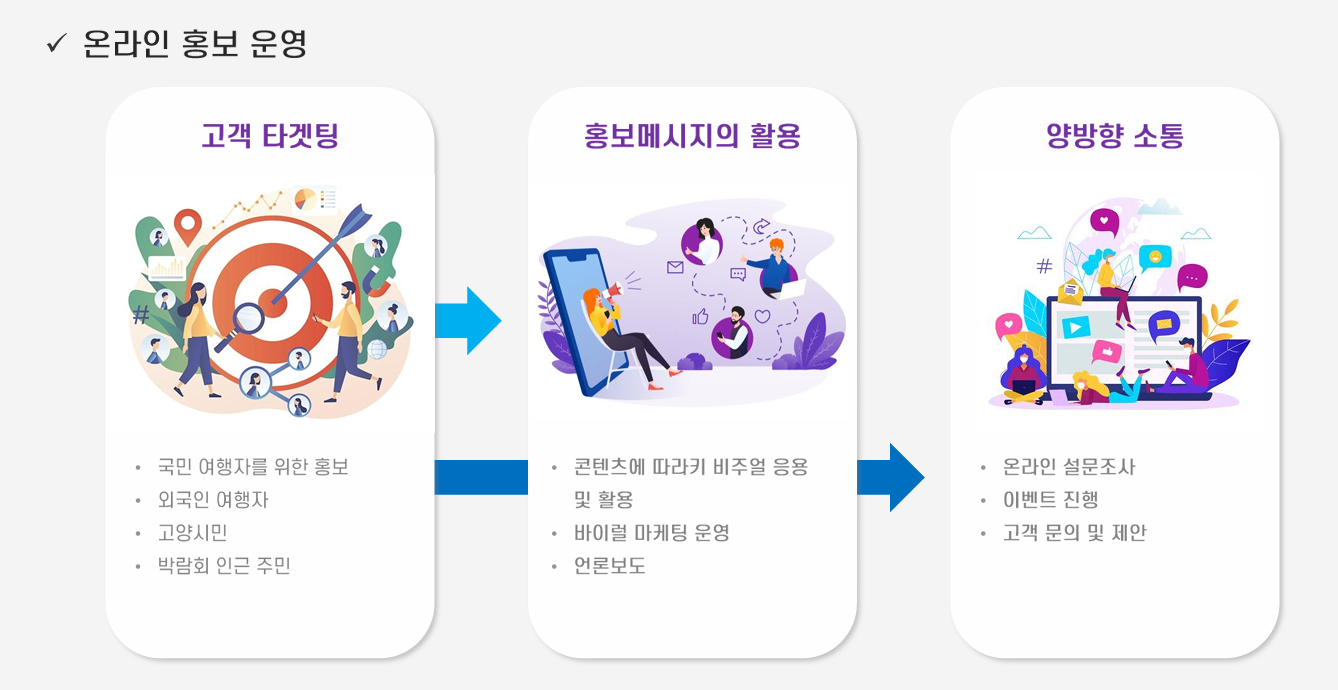 ✓ 온라인 홍보 운영
고객 타겟팅
#
• 국민 여행자를 위한 홍보
• 외국인 여행자
• 고양시민
• 박람회 인근 주민
홍보메시지의 활용
• 콘텐츠에 따라키 비주얼 응용
및 활용
• 바이럴 마케팅 운영
• 언론보도
양방향 소통
#
• 온라인 설문조사
• 이벤트 진행
• 고객 문의 및 제안